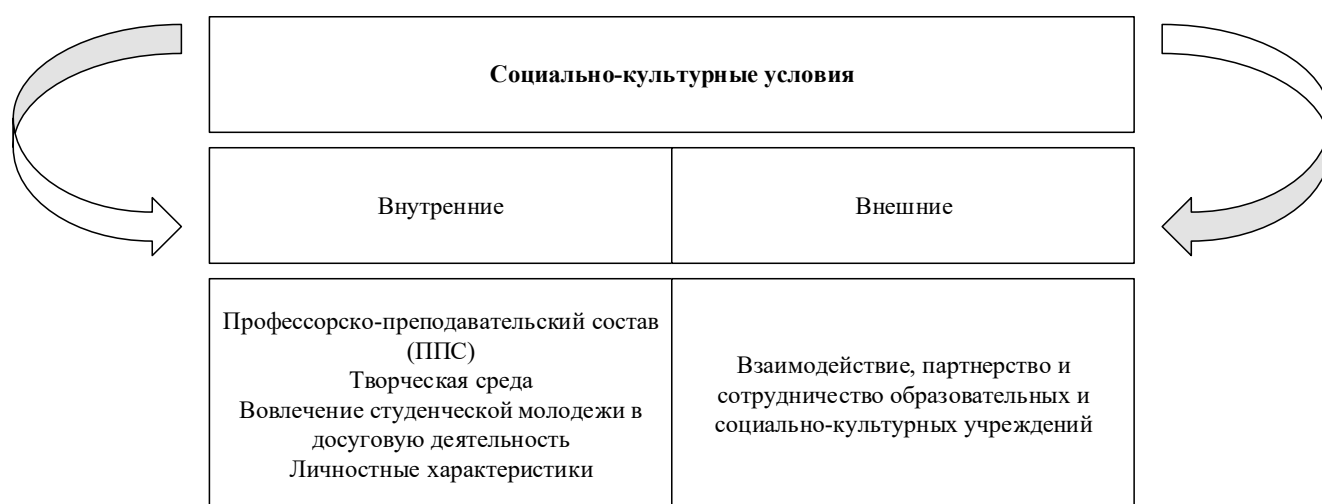 Социально-культурные условия
Внутренние
Внешние
Профессорско-преподавательский состав
(ППС)
Творческая среда
Вовлечение студенческой молодежи в
досуговую деятельность
Личностные характеристики
Взаимодействие, партнерство и
сотрудничество образовательных и
социально-культурных учреждений